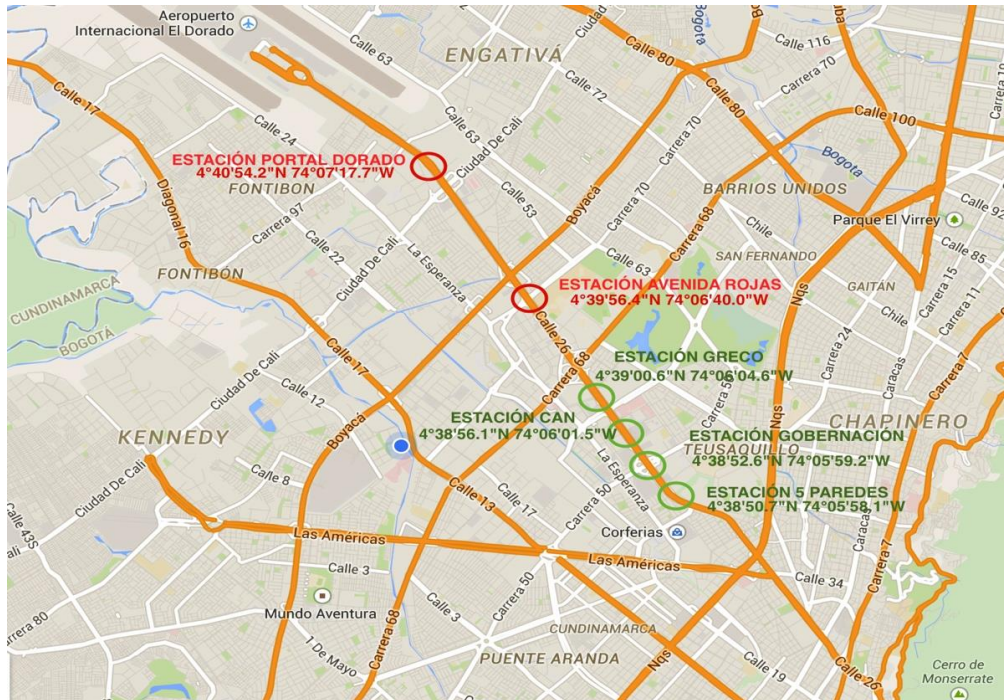 Aeropuerto
Internacional El Dorado
Ciudad
Calle 63
ENGATIVÁ
Calle 80
Bogota
Calle 116
Carrera 70
Calle 17
Calle 72
Calle 80
Calle 24
Calle 63
Ciudad De Cali
Carrera 70
Calle 100
ESTACIÓN PORTAL DORADO
4°40'54.2"N 74°07'17.7"W
FONTIBON
Diagonal 16
Carrera 97
Calle 22
Calle 53
Boyacá
Carrera 70
Carrera 68
BARRIOS UNIDOS
Bogota
Parque El Virrey
Calle 92
Chile
SAN FERNANDO
Calle 85
La Esperanza
Ciudad De Cali
Calle 63
FONTIBÓN
CUNDINAMARCA
BOGOTÁ
ESTACIÓN AVENIDA ROJAS
4°39'56.4"N 74°06'40.0"W
GAITÁN
Nqs
Carrera 15
Carrera 11
Chile
Calle 26
Calle 17
Carrera 68
Carrera 24
Caracas
Carrera 7
ESTACIÓN GRECO
4°39'00.6"N 74°06'04.6"W
Ciudad De Cali
Calle 12
Boyacá
ESTACIÓN CAN
4°38'56.1"N 74°06'01.5"W
Nqs
CHAPINERO
KENNEDY
ESTACIÓN GOBERNACIÓN
TEUSAQUILLO
4°38'52.6"N 74°05'59.2"W
La Esperanza
Ciudad De Cali
Calle 8
Calle 13
Calle 17
Carrera 50
ESTACIÓN 5 PAREDES
4°38'50.7"N 74°05'58.1"W
Calle 43S
Corferias
Caracas
Las Américas
Las Américas
Calle 3
Calle 34
Carrera 7
Carrera 80
Mundo Aventura
Carrera 68
Calle 3
Carrera 50
CUNDINAMARCA
1 De Mayo
PUENTE ARANDA
Nqs
Calle 19
Calle 26
Cerro de
Monserrate